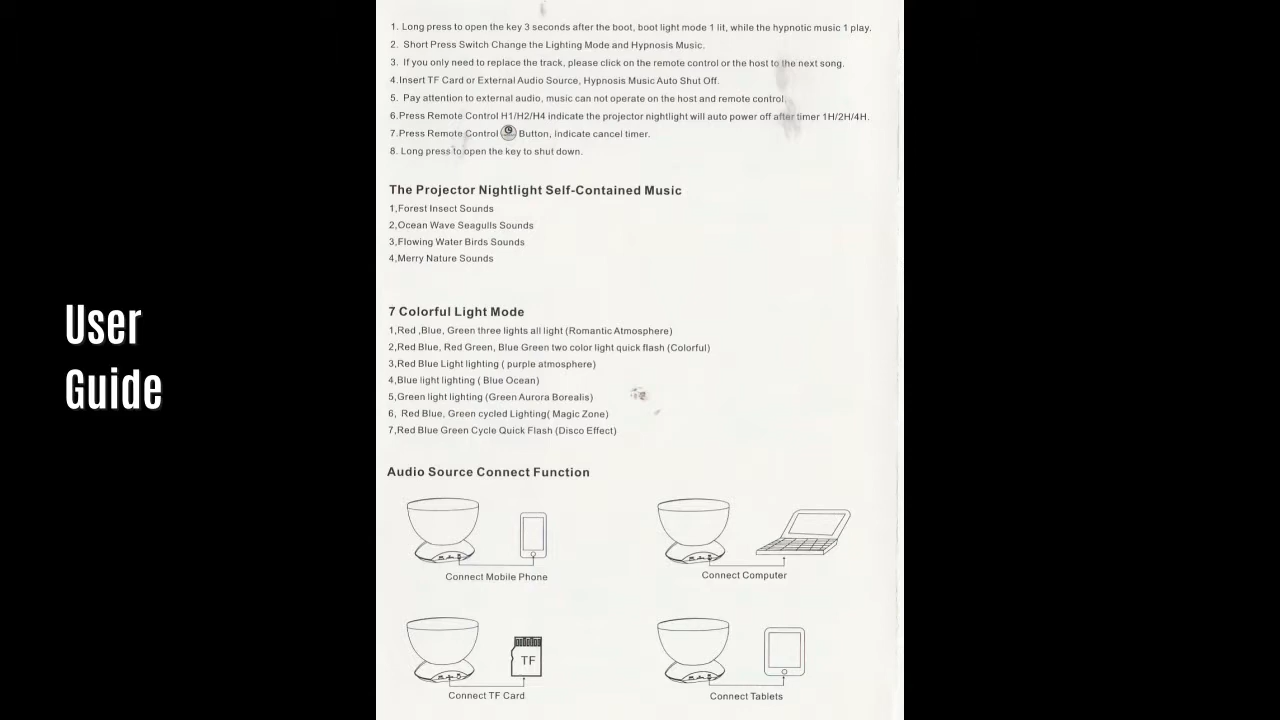 User
Guide
1. Long press to open the key 3 seconds after the boot, boot light mode 1 lit, while the hypnotic music 1 play.
2. Short Press Switch Change the Lighting Mode and Hypnosis Music.
3. If you only need to replace the track, please click on the remote control or the host to the next song.
4.Insert TF Card or External Audio Source, Hypnosis Music Auto Shut Off.
5. Pay attention to external audio, music can not operate on the host and remote control.
6.Press Remote Control H1/H2/H4 indicate the projector nightlight will auto power off after timer 1H/2H/4H.
7.Press Remote Control Button, Indicate cancel timer.
8. Long press to open the key to shut down.
The Projector Nightlight Self-Contained Music
1,Forest Insect Sounds
2,Ocean Wave Seagulls Sounds
3,Flowing Water Birds Sounds
4,Merry Nature Sounds
7 Colorful Light Mode
1,Red ,Blue, Green three lights all light (Romantic Atmosphere)
2,Red Blue, Red Green, Blue Green two color light quick flash (Colorful)
3,Red Blue Light lighting ( purple atmosphere)
4,Blue light lighting ( Blue Ocean)
5,Green light lighting (Green Aurora Borealis)
6, Red Blue, Green cycled Lighting( Magic Zone)
7,Red Blue Green Cycle Quick Flash (Disco Effect)
Audio Source Connect Function
Connect Mobile Phone
Connect Computer
TF
Connect TF Card
Connect Tablets